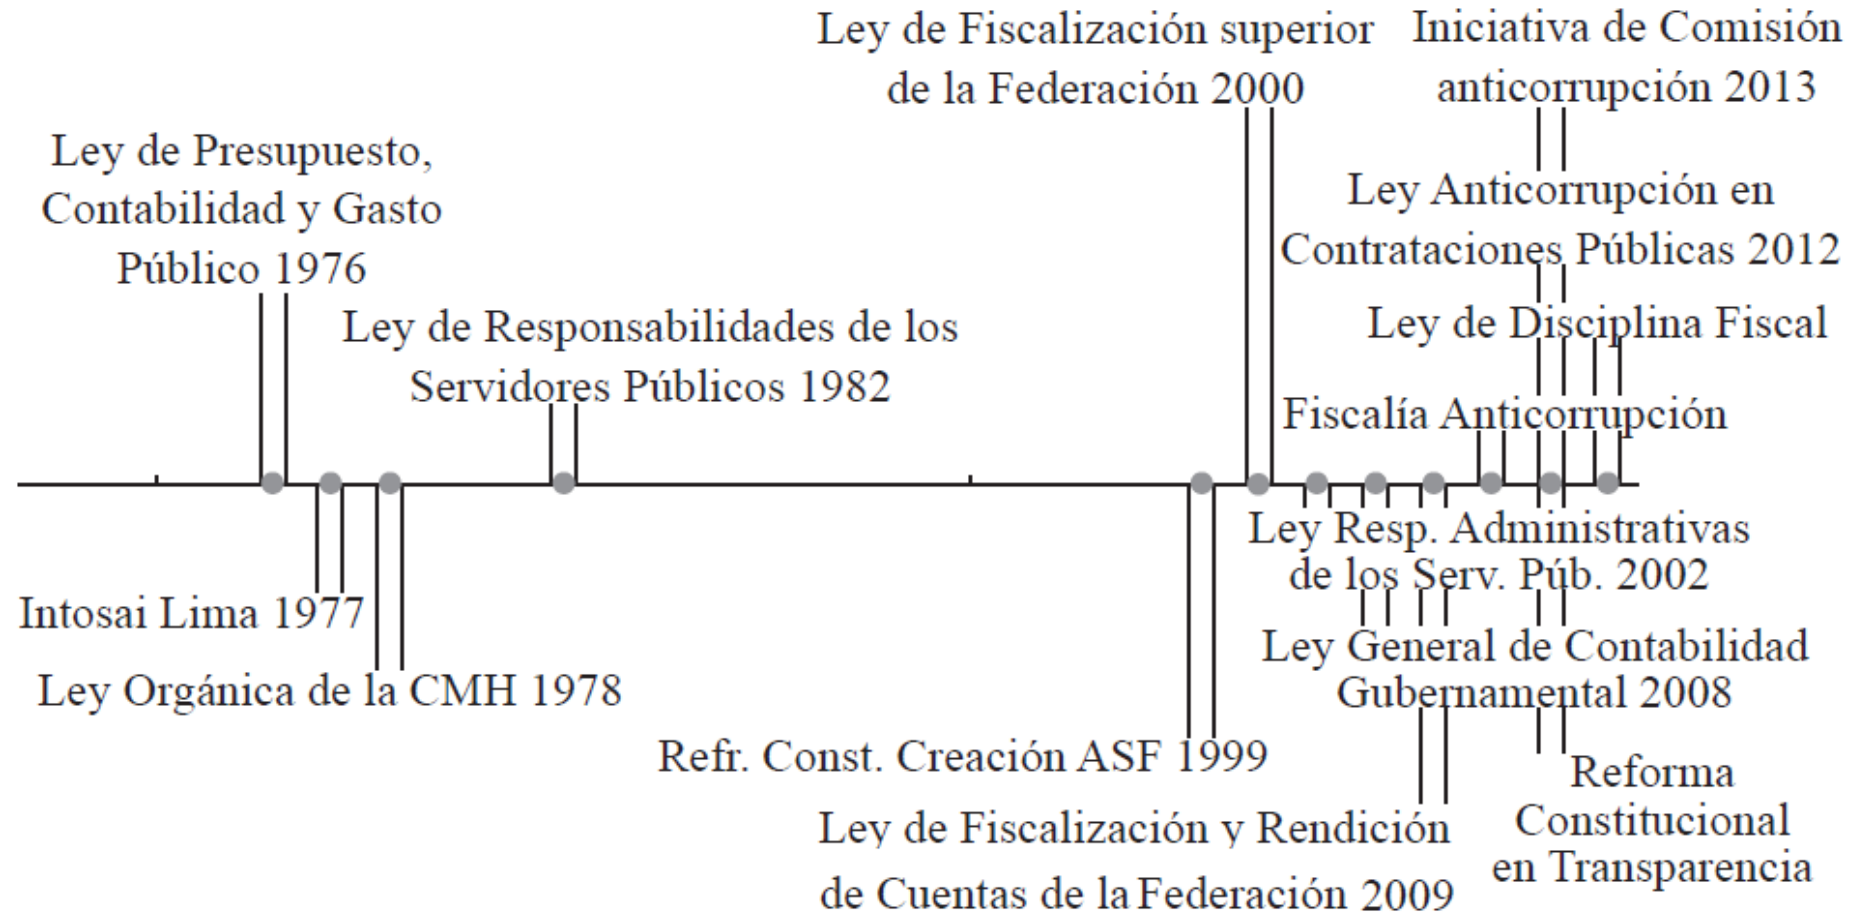 Ley de Fiscalización superior
de la Federación 2000
Iniciativa de Comisión
anticorrupción 2013
Ley de Presupuesto,
Contabilidad y Gasto
Público 1976
Ley Anticorrupción en
Contrataciones Públicas 2012
Ley de Responsabilidades de los
Servidores Públicos 1982
Ley de Disciplina Fiscal
Fiscalía Anticorrupción
Ley Resp. Administrativas
de los Serv. Púb. 2002
Intosai Lima 1977
Ley General de Contabilidad
Gubernamental 2008
Ley Orgánica de la CMH 1978
Refr. Const. Creación ASF 1999
Reforma
Constitucional
en Transparencia
Ley de Fiscalización y Rendición
de Cuentas de la Federación 2009